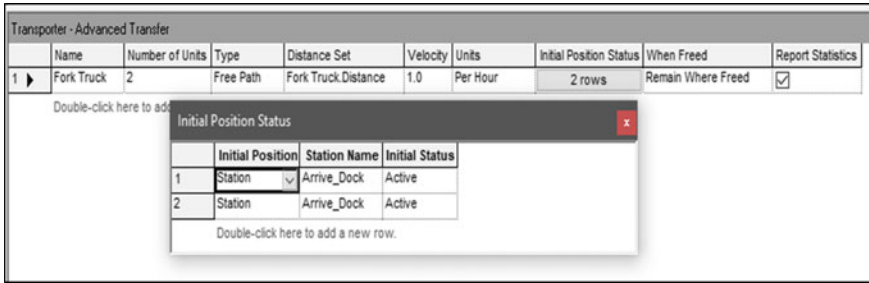 Transporter - Advanced Transfer
Name Number of Units Type Distance Set Velocity Units Initial Position Status When Freed Report Statistics
1 Fork Truck 2 Free Path Fork Truck.Distance 1.0 Per Hour 2 rows Remain Where Freed
Double-click here to add
Initial Position Status x
Initial Position Station Name Initial Status
1 Station Arrive_Dock Active
2 Station Arrive_Dock Active
Double-click here to add a new row.